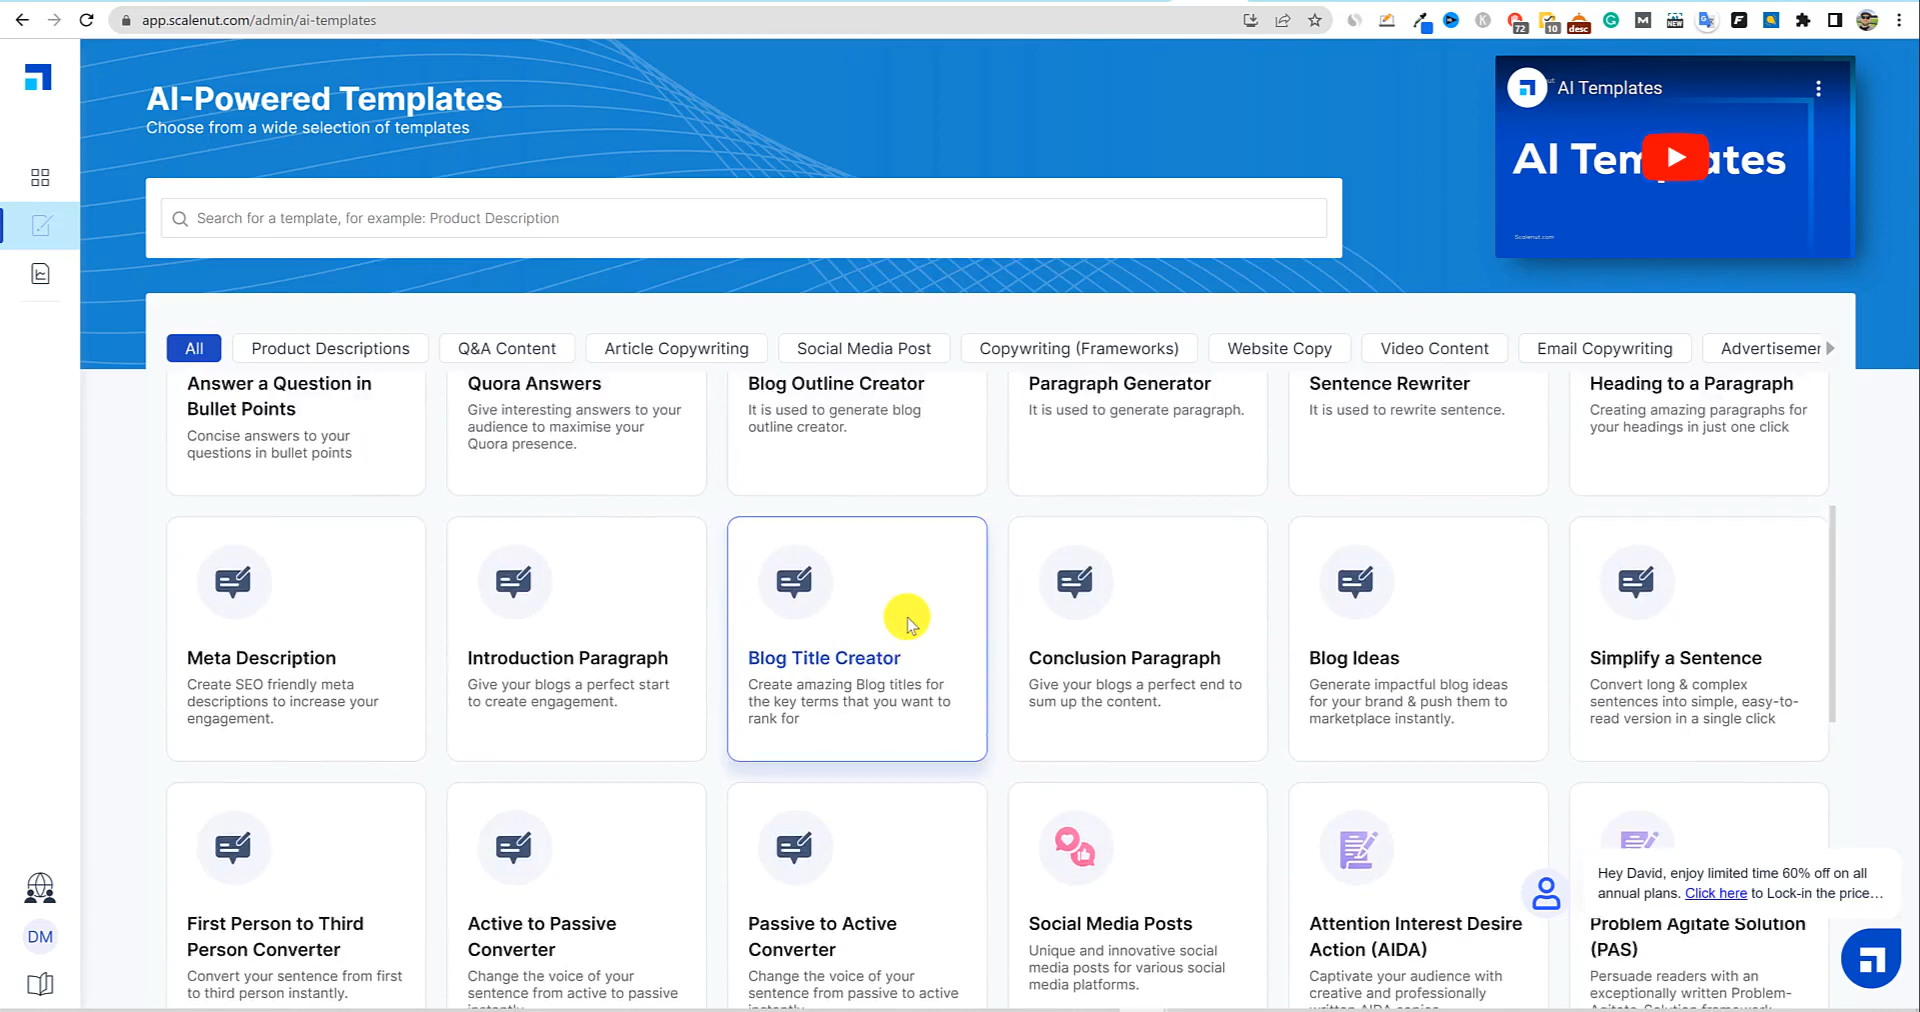 app.scalenut.com/admin/ai-templates
72
10
desc
NEW
AI-Powered Templates
Choose from a wide selection of templates
AI Templates
AI Templates
Scalenut.com
Search for a template, for example: Product Description
All
Product Descriptions
Q&A Content
Article Copywriting
Social Media Post
Copywriting (Frameworks)
Website Copy
Video Content
Email Copywriting
Advertisemer
Answer a Question in
Bullet Points
Concise answers to your
questions in bullet points
Quora Answers
Give interesting answers to your
audience to maximise your
Quora presence.
Blog Outline Creator
It is used to generate blog
outline creator.
Paragraph Generator
It is used to generate paragraph.
Sentence Rewriter
It is used to rewrite sentence.
Heading to a Paragraph
Creating amazing paragraphs for
your headings in just one click
Meta Description
Create SEO friendly meta
descriptions to increase your
engagement.
Introduction Paragraph
Give your blogs a perfect start
to create engagement.
Blog Title Creator
Create amazing Blog titles for
the key terms that you want to
rank for
Conclusion Paragraph
Give your blogs a perfect end to
sum up the content.
Blog Ideas
Generate impactful blog ideas
for your brand & push them to
marketplace instantly.
Simplify a Sentence
Convert long & complex
sentences into simple, easy-to-
read version in a single click
First Person to Third
Person Converter
Convert your sentence from first
to third person instantly.
Active to Passive
Converter
Change the voice of your
sentence from active to passive
Passive to Active
Converter
Change the voice of your
sentence from passive to active
Social Media Posts
Unique and innovative social
media posts for various social
media platforms.
Attention Interest Desire
Action (AIDA)
Captivate your audience with
creative and professionally
written AIDA copies
Problem Agitate Solution
(PAS)
Persuade readers with an
exceptionally written Problem-
Hey David, enjoy limited time 60% off on all
annual plans. Click here to Lock-in the price...
DM